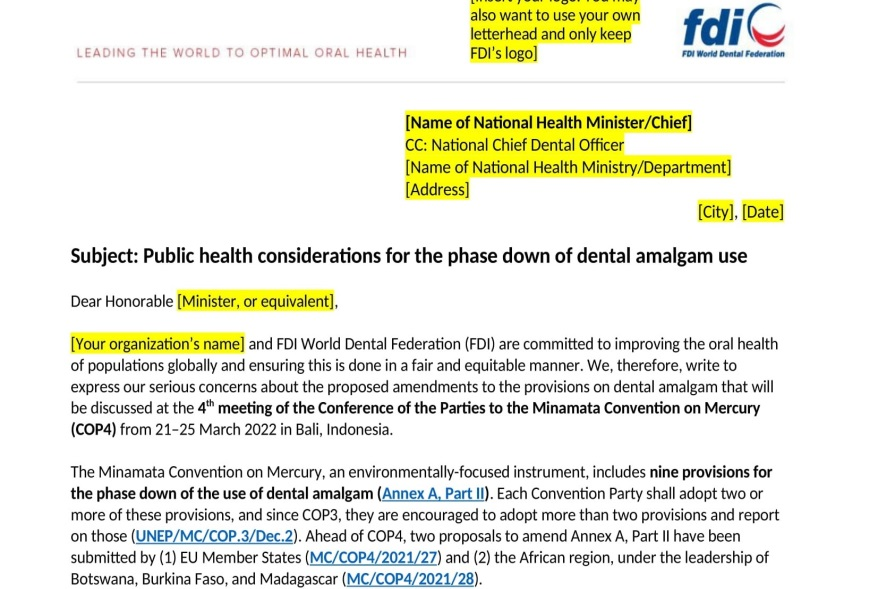 [Insert your logo. You may
also want to use your own
letterhead and only keep
FDI's logo]
fdi
FDI World Dental Federation
LEADING THE WORLD TO OPTIMAL ORAL HEALTH
[Name of National Health Minister/Chief]
CC: National Chief Dental Officer
[Name of National Health Ministry/Department]
[Address]
[City], [Date]
Subject: Public health considerations for the phase down of dental amalgam use
Dear Honorable [Minister, or equivalent],
[Your organization's name] and FDI World Dental Federation (FDI) are committed to improving the oral health
of populations globally and ensuring this is done in a fair and equitable manner. We, therefore, write to
express our serious concerns about the proposed amendments to the provisions on dental amalgam that will
be discussed at the 4th meeting of the Conference of the Parties to the Minamata Convention on Mercury
(COP4) from 21–25 March 2022 in Bali, Indonesia.
The Minamata Convention on Mercury, an environmentally-focused instrument, includes nine provisions for
the phase down of the use of dental amalgam (Annex A, Part II). Each Convention Party shall adopt two or
more of these provisions, and since COP3, they are encouraged to adopt more than two provisions and report
on those (UNEP/MC/COP.3/Dec.2). Ahead of COP4, two proposals to amend Annex A, Part II have been
submitted by (1) EU Member States (MC/COP4/2021/27) and (2) the African region, under the leadership of
Botswana, Burkina Faso, and Madagascar (MC/COP4/2021/28).